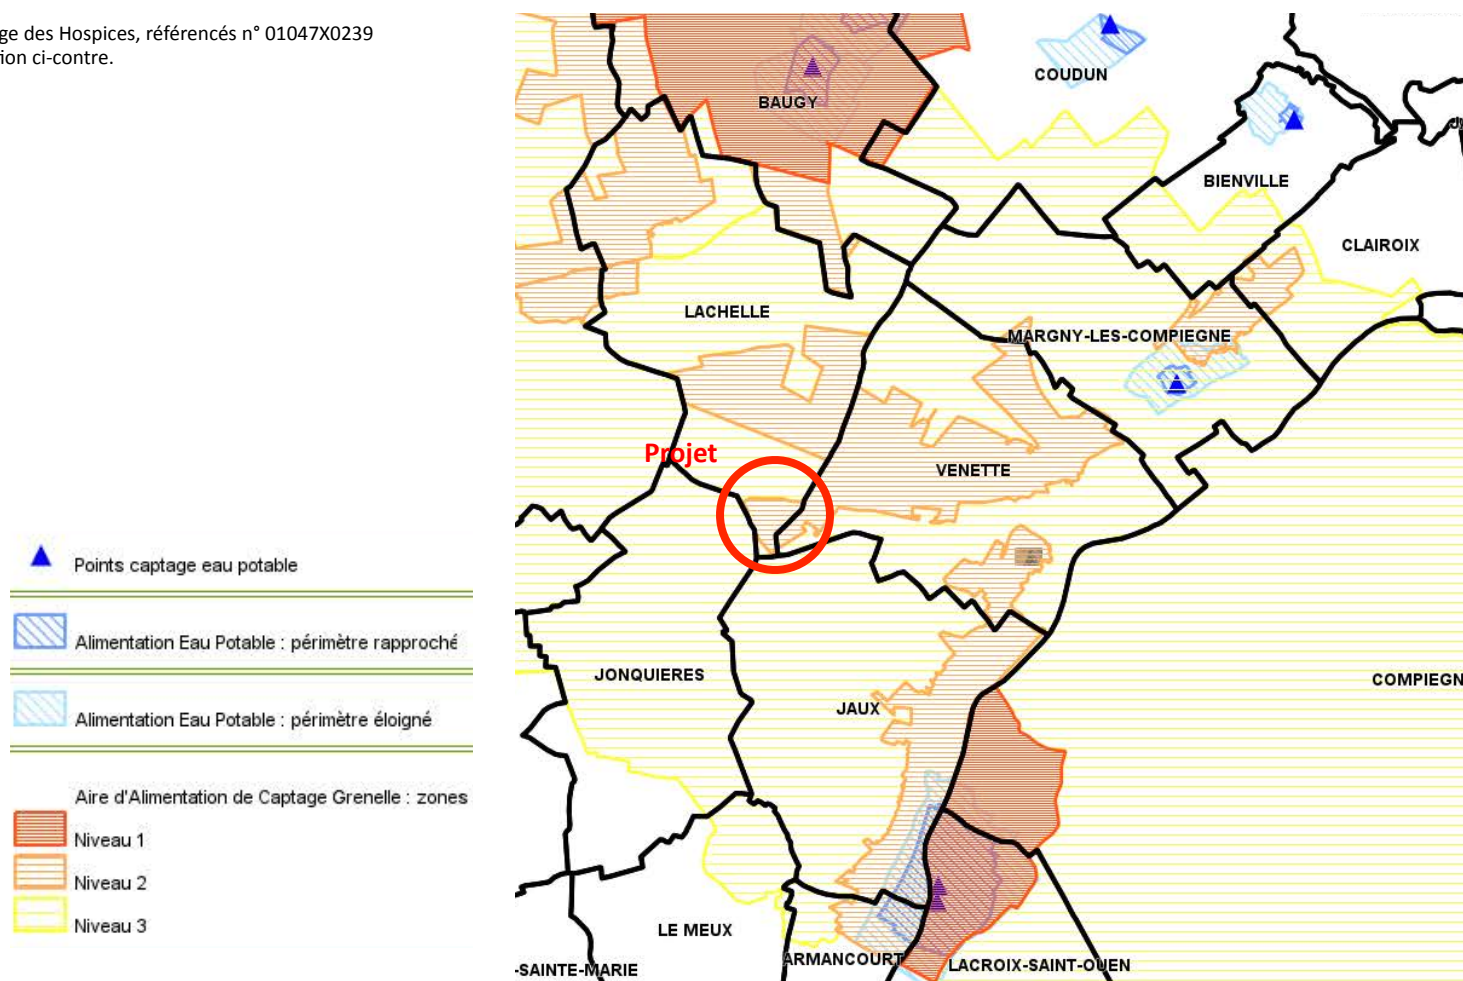 ge des Hospices, référencés n° 01047X0239
tion ci-contre.
COUDUN
BAUGY
BIENVILLE
CLAIROIX
LACHELLE
MARGNY-LES-COMPIEGNE
Projet
VENETTE
Points captage eau potable
Alimentation Eau Potable : périmètre rapproché
JONQUIERES
COMPIEGN
JAUX
Alimentation Eau Potable : périmètre éloigné
Aire d'Alimentation de Captage Grenelle : zones
Niveau 1
Niveau 2
Niveau 3
LE MEUX
ARMANCOURT
LACROIX-SAINT-OUEN
-SAINTE-MARIE